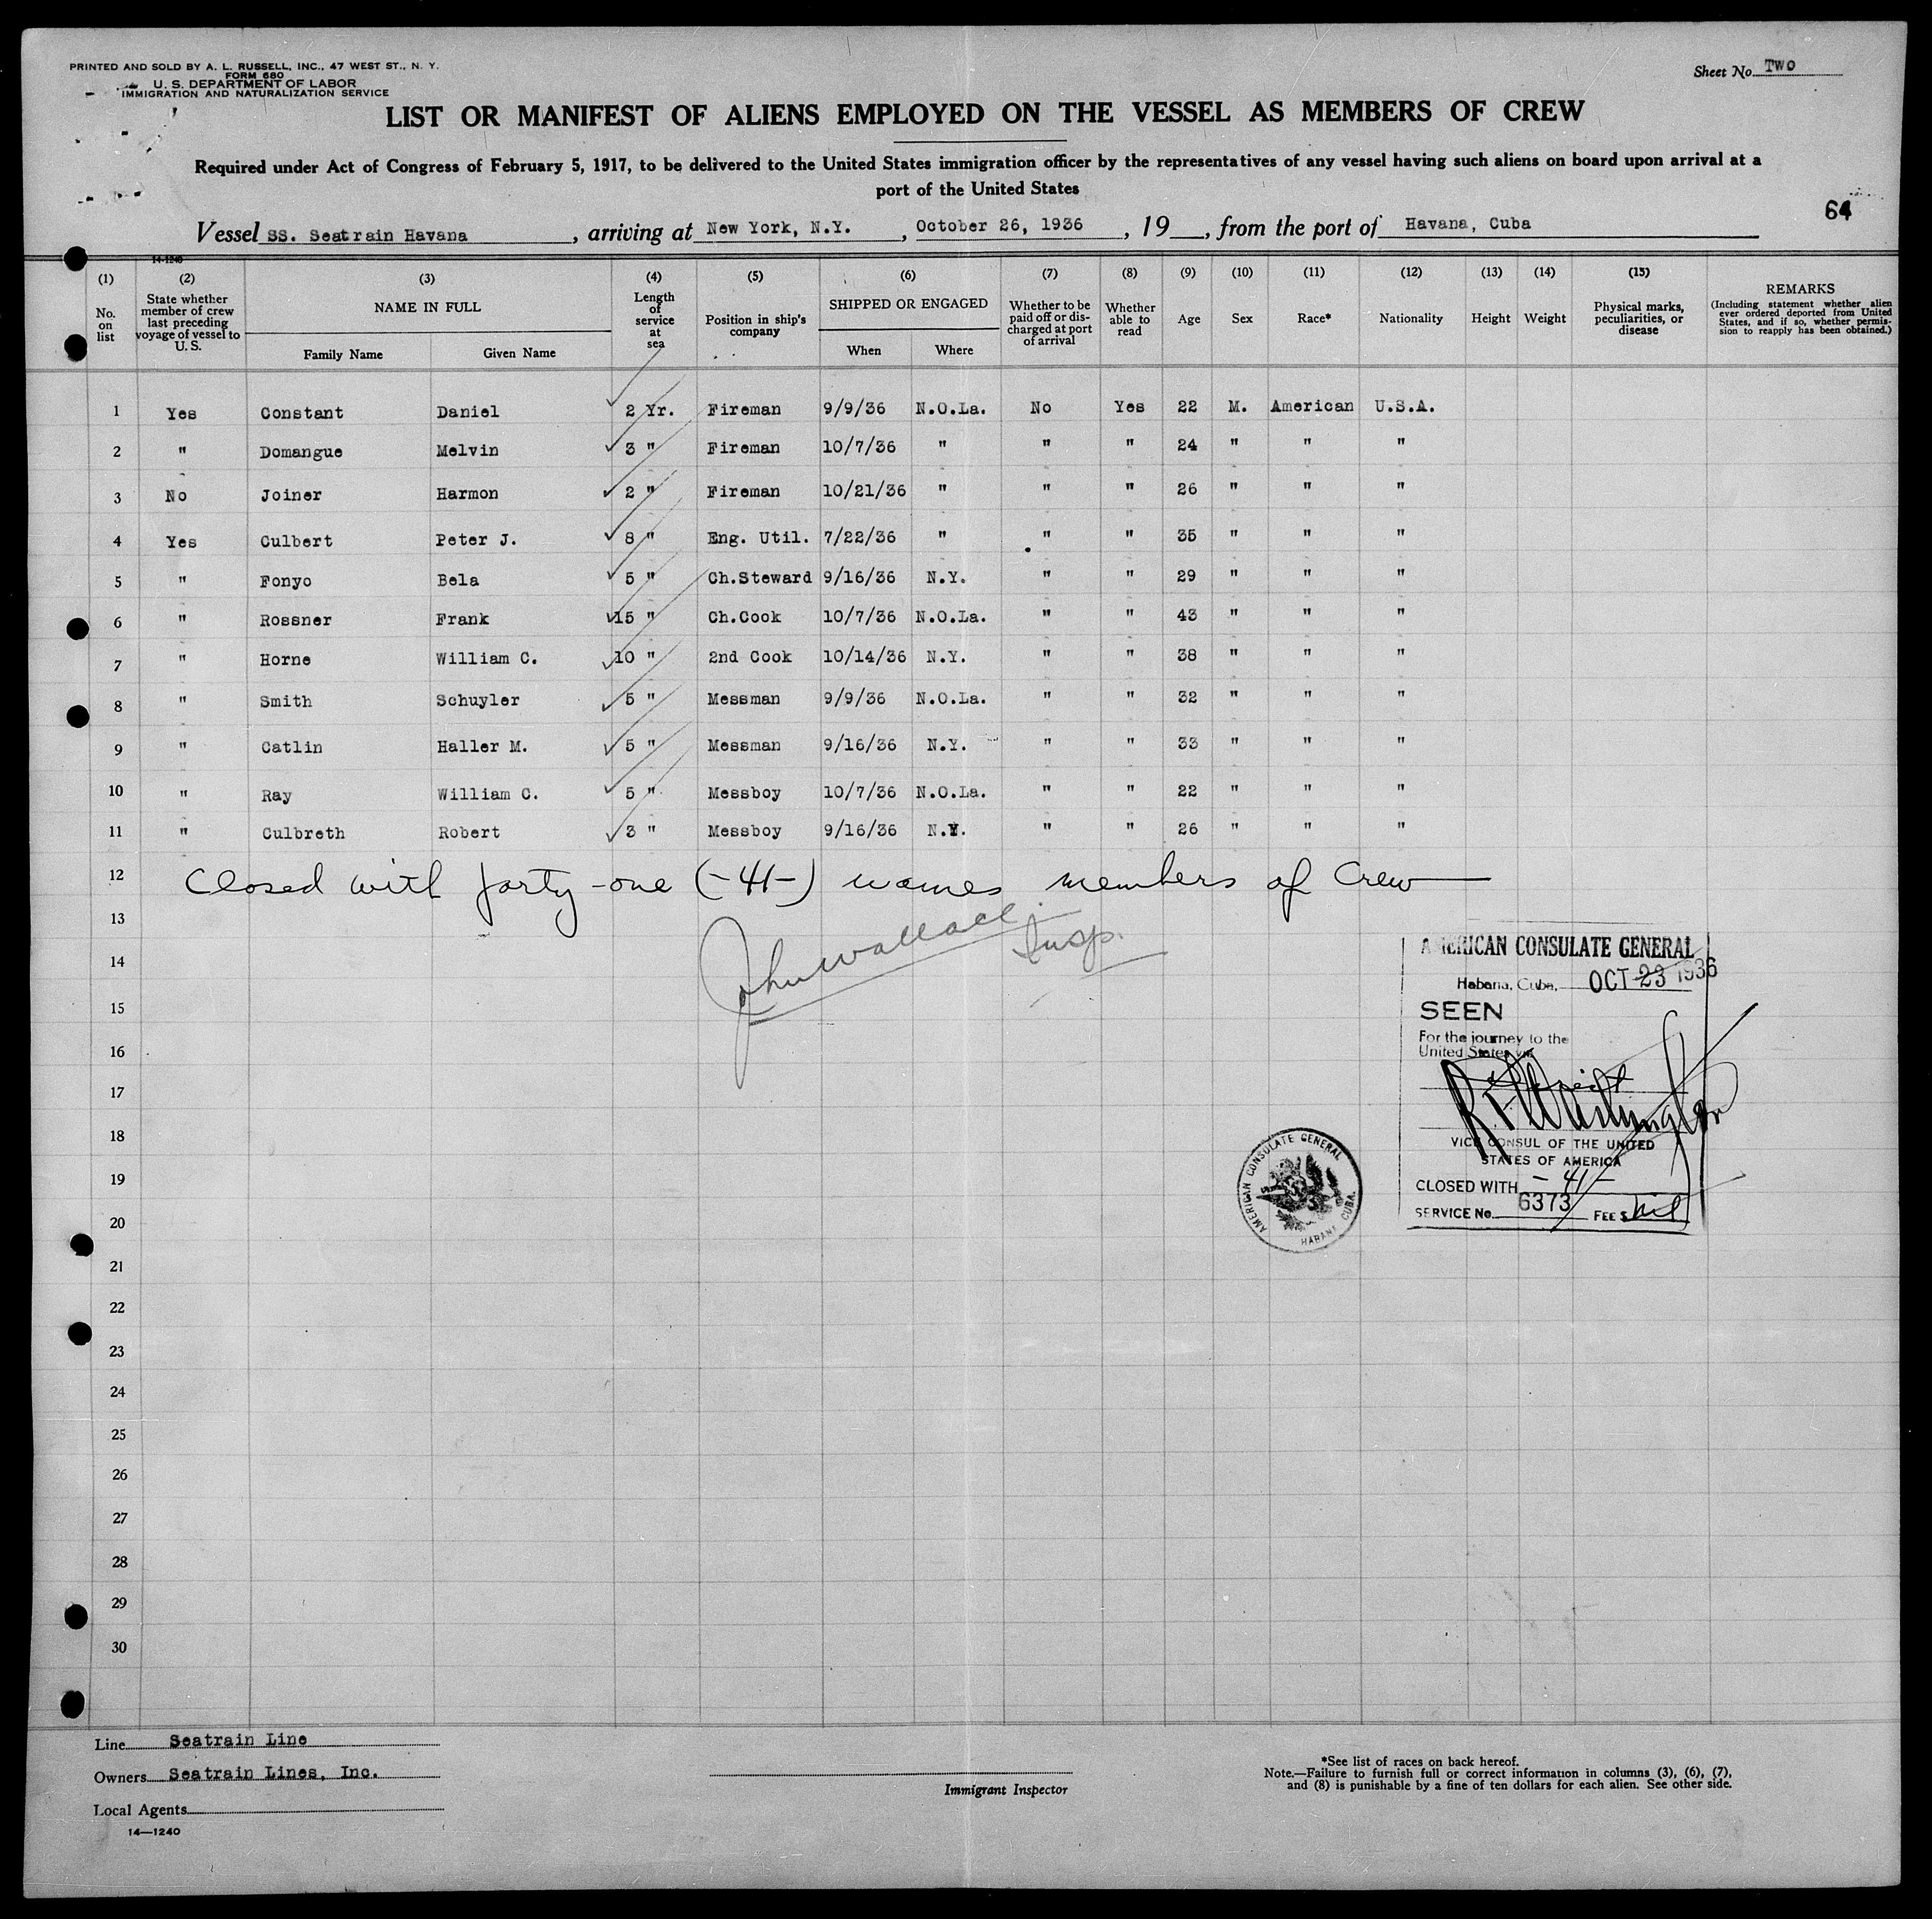 PRINTED AND SOLD BY A. L. RUSSELL, INC., 47 WEST ST., N. Y.
FORM 680
U. S. DEPARTMENT OF LABOR
IMMIGRATION AND NATURALIZATION SERVICE
Sheet No. Two
LIST OR MANIFEST OF ALIENS EMPLOYED ON THE VESSEL AS MEMBERS OF CREW
Required under Act of Congress of February 5, 1917, to be delivered to the United States immigration officer by the representatives of any vessel having such aliens on board upon arrival at a
port of the United States
64
Vessel SS. Seatrain Havana, arriving at New York, N.Y., October 26, 1936, 19__, from the port of Havana, Cuba
14-1240
(1) (2) (3) (4) (5) (6) (7) (8) (9) (10) (11) (12) (13) (14) (15)
No. on list
State whether member of crew last preceding voyage of vessel to U. S.
NAME IN FULL
Family Name
Given Name
Length of service at sea
Position in ship's company
SHIPPED OR ENGAGED
When
Where
Whether to be paid off or discharged at port of arrival
Whether able to read
Age
Sex
Race*
Nationality
Height
Weight
Physical marks, peculiarities, or disease
REMARKS
(Including statement whether alien ever ordered deported from United States, and if so, whether permission to reapply has been obtained.)
1 Yes Constant Daniel 2 Yr. Fireman 9/9/36 N.O.La. No Yes 22 M. American U.S.A.
2 " Domangue Melvin 3 " Fireman 10/7/36 " " " 24 " " "
3 No Joiner Harmon 2 " Fireman 10/21/36 " " " 26 " " "
4 Yes Culbert Peter J. 8 " Eng. Util. 7/22/36 " " " 35 " " "
5 " Fonyo Bela 5 " Ch.Steward 9/16/36 N.Y. " " 29 " " "
6 " Rossner Frank 15 " Ch.Cook 10/7/36 N.O.La. " " 43 " " "
7 " Horne William C. 10 " 2nd Cook 10/14/36 N.Y. " " 38 " " "
8 " Smith Schuyler 5 " Messman 9/9/36 N.O.La. " " 32 " " "
9 " Catlin Haller M. 5 " Messman 9/16/36 N.Y. " " 33 " " "
10 " Ray William C. 5 " Messboy 10/7/36 N.O.La. " " 22 " " "
11 " Culbreth Robert 3 " Messboy 9/16/36 N.Y. " " 26 " " "
12 Closed with forty-one (-41-) names members of Crew
13
John Wallace Insp.
14
15
16
17
18
19
20
21
22
23
24
25
26
27
28
29
30
AMERICAN CONSULATE GENERAL
Habana, Cuba, OCT 23 1936
SEEN
For the journey to the
United States via
VICE CONSUL OF THE UNITED
STATES OF AMERICA
CLOSED WITH -41-
SERVICE No. 6373 FEE $ nil
AMERICAN CONSULATE GENERAL
HABANA CUBA.
Line Seatrain Line
Owners Seatrain Lines, Inc.
Local Agents
14—1240
Immigrant Inspector
*See list of races on back hereof.
Note.—Failure to furnish full or correct information in columns (3), (6), (7),
and (8) is punishable by a fine of ten dollars for each alien. See other side.